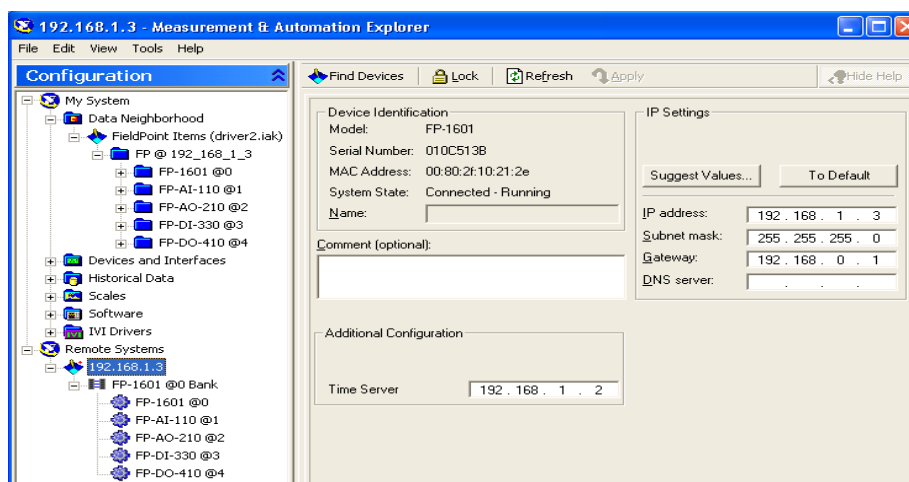 192.168.1.3 - Measurement & Automation Explorer
File Edit View Tools Help
Configuration
Find Devices Lock Refresh Apply Hide Help
My System
Data Neighborhood
FieldPoint Items (driver2.iak)
FP @ 192_168_1_3
FP-1601 @0
FP-AI-110 @1
FP-AO-210 @2
FP-DI-330 @3
FP-DO-410 @4
Devices and Interfaces
Historical Data
Scales
Software
IVI Drivers
Remote Systems
192.168.1.3
FP-1601 @0 Bank
FP-1601 @0
FP-AI-110 @1
FP-AO-210 @2
FP-DI-330 @3
FP-DO-410 @4
Device Identification
Model: FP-1601
Serial Number: 010C513B
MAC Address: 00:80:2f:10:21:2e
System State: Connected - Running
Name:
Comment (optional):
Additional Configuration
Time Server 192 . 168 . 1 . 2
IP Settings
Suggest Values... To Default
IP address: 192 . 168 . 1 . 3
Subnet mask: 255 . 255 . 255 . 0
Gateway: 192 . 168 . 0 . 1
DNS server: . . .